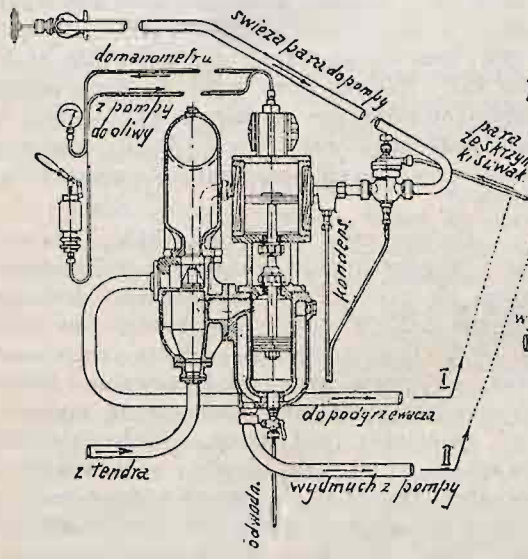 świeża para do pompy
do manometru
z pompy
do oliwy
para
ze skrzyn
ki suwak
kondens.
I
do podgrzewacza
II
z tendra
wydmuch z pompy
odwodn.
w